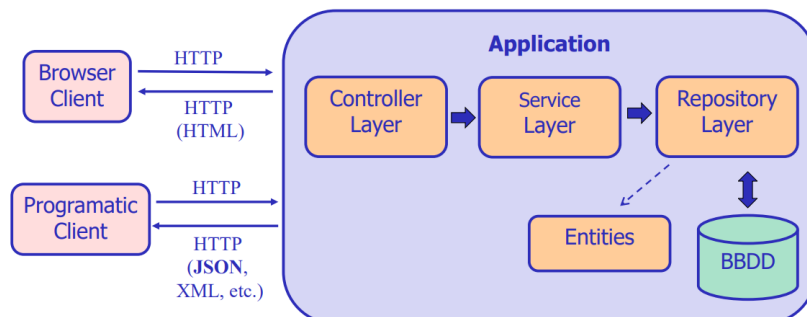 Application
HTTP
Browser
Client
HTTP
(HTML)
Controller
Layer
Service
Layer
Repository
Layer
HTTP
Programatic
Client
HTTP
(JSON,
XML, etc.)
Entities
BBDD